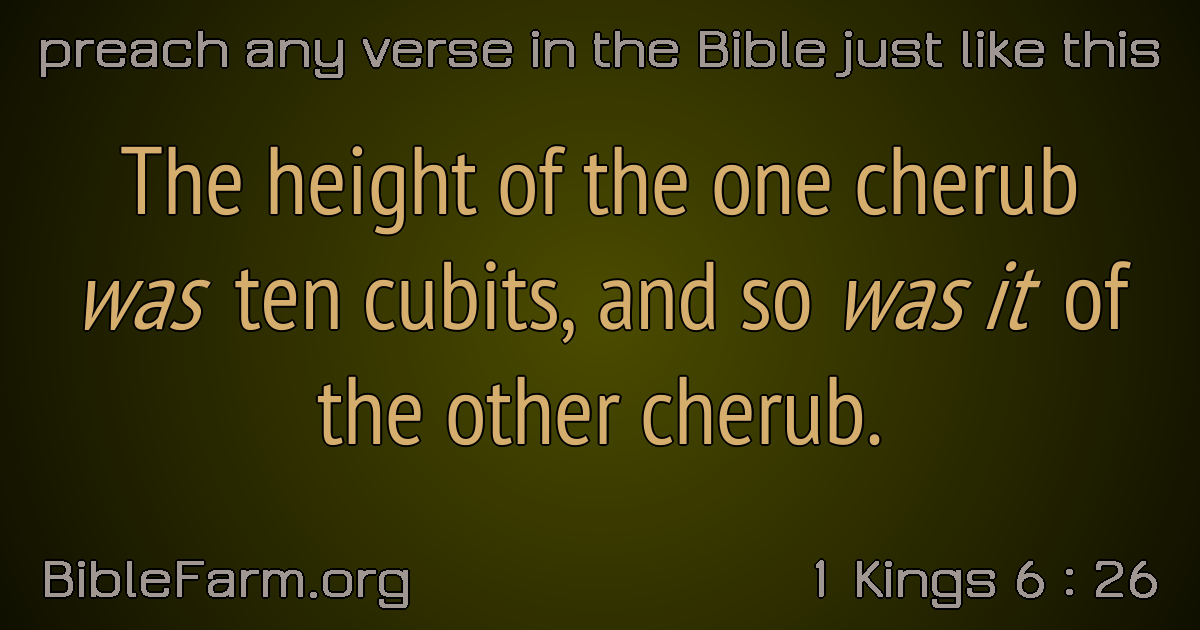 preach any verse in the Bible just like this
The height of the one cherub
was ten cubits, and so was it of
the other cherub.
BibleFarm.org
1 Kings 6 : 26